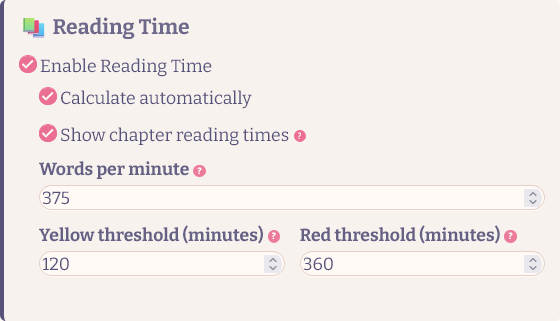 Reading Time
Enable Reading Time
Calculate automatically
Show chapter reading times ?
Words per minute ?
375
Yellow threshold (minutes) ? Red threshold (minutes) ?
120 360